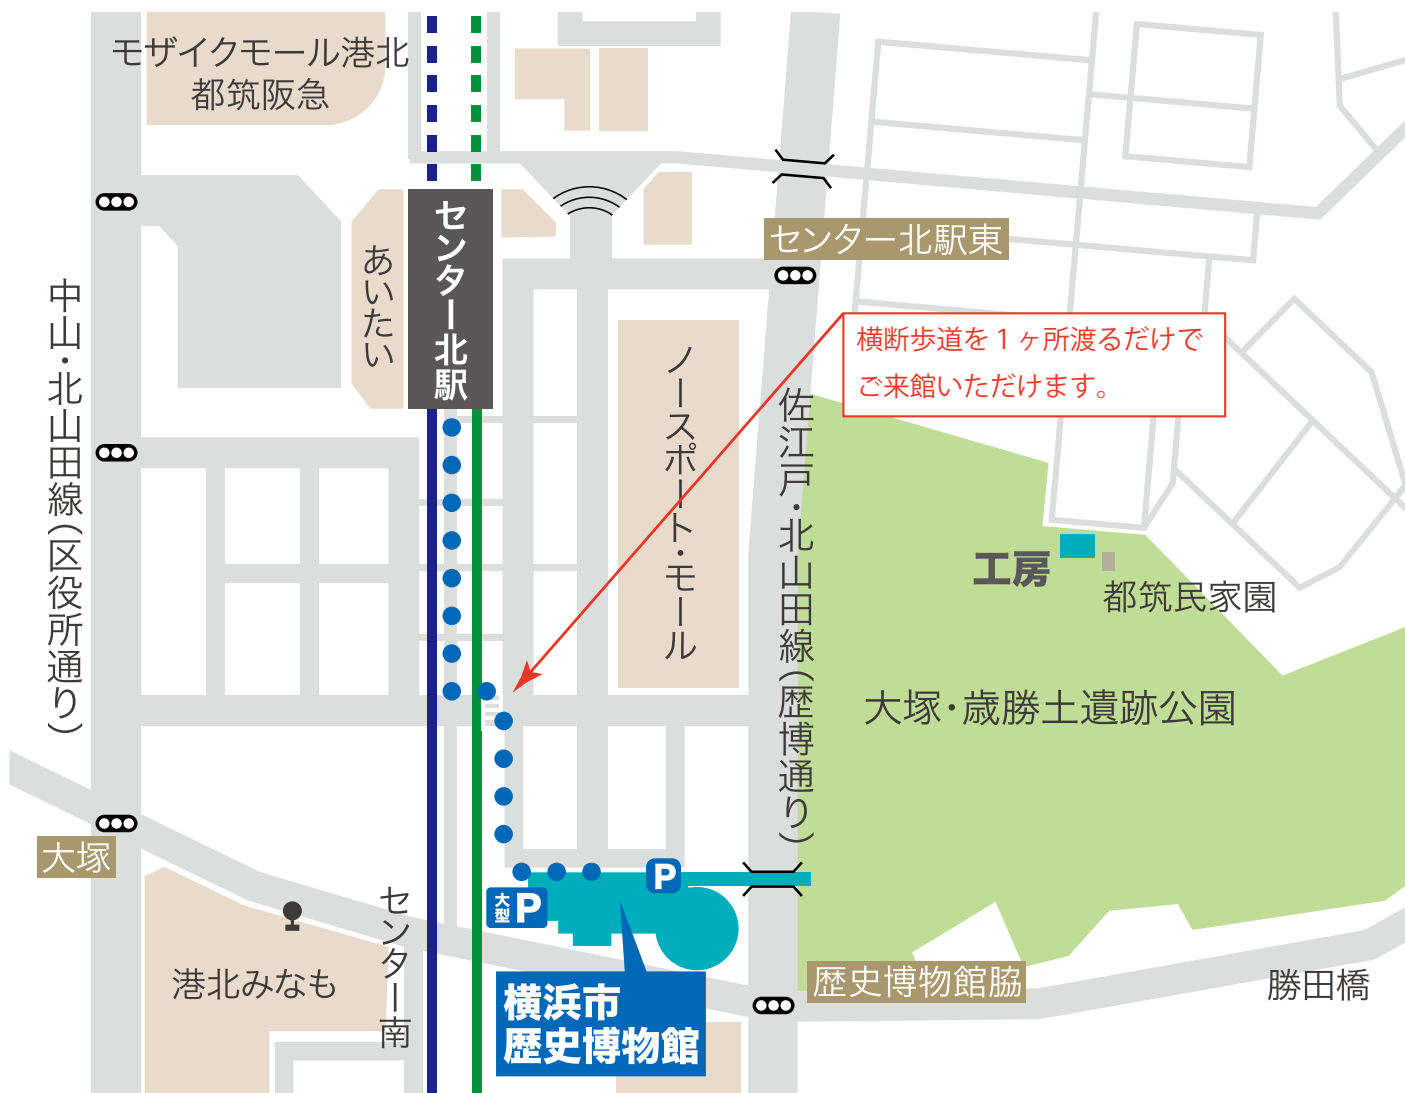 モザイクモール港北
都筑阪急
センター北駅
あいたい
センター北駅東
中山・北山田線(区役所通り)
横断歩道を1ヶ所渡るだけで
ご来館いただけます。
ノースポート・モール
佐江戸・北山田線(歴博通り)
工房
都筑民家園
大塚・歳勝土遺跡公園
大塚
P
大型 P
センター南
港北みなも
横浜市
歴史博物館
歴史博物館脇
勝田橋